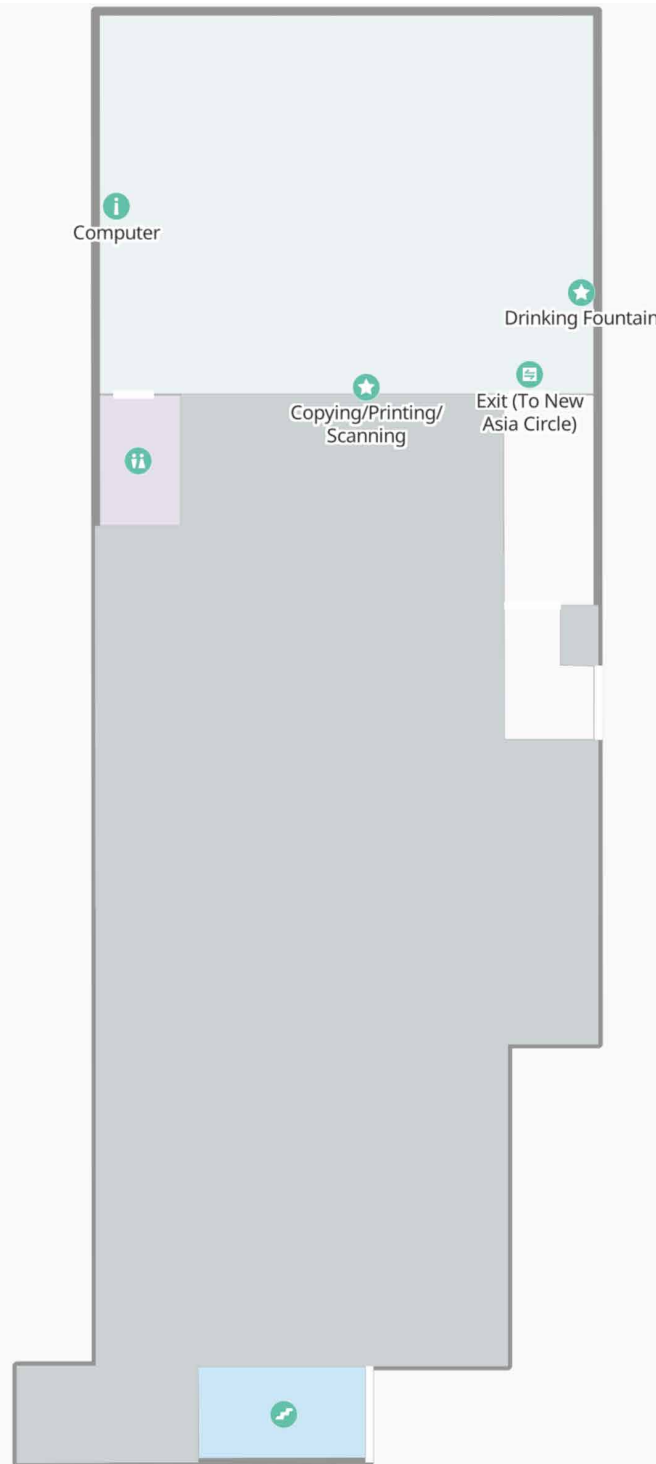 Computer
Drinking Fountain
Copying/Printing/
Scanning
Exit (To New
Asia Circle)